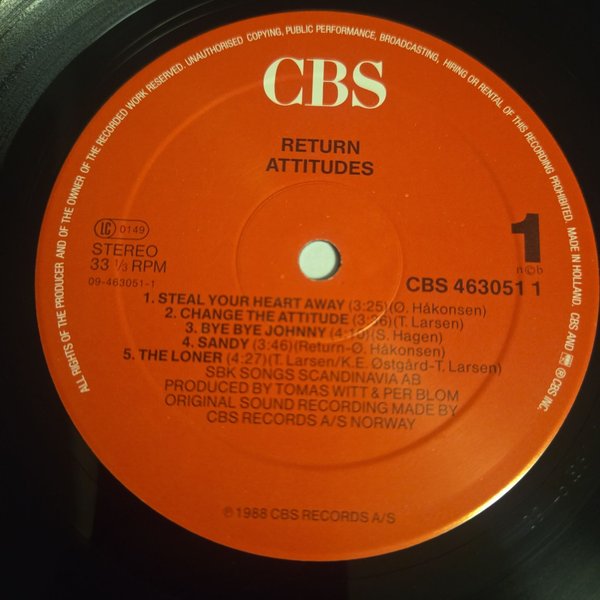 ALL RIGHTS OF THE PRODUCER AND OF THE OWNER OF THE RECORDED WORK RESERVED. UNAUTHORISED COPYING, PUBLIC PERFORMANCE, BROADCASTING, HIRING OR RENTAL OF THIS RECORDING PROHIBITED. MADE IN HOLLAND. CBS AND ℗ CBS INC.
CBS
RETURN
ATTITUDES
LC 0149
STEREO
33 1/3 RPM
09-463051-1
1
n©b
CBS 463051 1
1. STEAL YOUR HEART AWAY (3:25)(Ø. Håkonsen)
2. CHANGE THE ATTITUDE (3:36)(T. Larsen)
3. BYE BYE JOHNNY (4:10)(S. Hagen)
4. SANDY (3:46)(Return-Ø. Håkonsen)
5. THE LONER (4:27)(T. Larsen/K.E. Østgård-T. Larsen)
SBK SONGS SCANDINAVIA AB
PRODUCED BY TOMAS WITT & PER BLOM
ORIGINAL SOUND RECORDING MADE BY
CBS RECORDS A/S NORWAY
℗ 1988 CBS RECORDS A/S